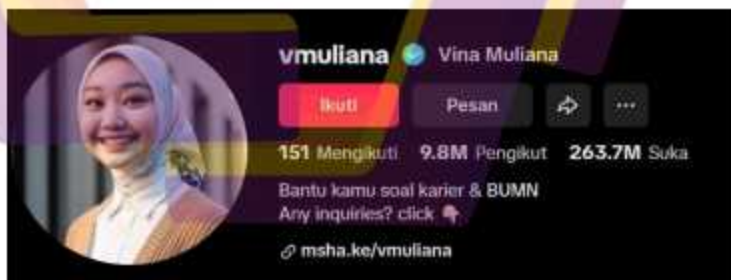 vmuliana Vina Muliana
Ikuti Pesan
151 Mengikuti 9.8M Pengikut 263.7M Suka
Bantu kamu soal karier & BUMN
Any inquiries? click 👇
msha.ke/vmuliana